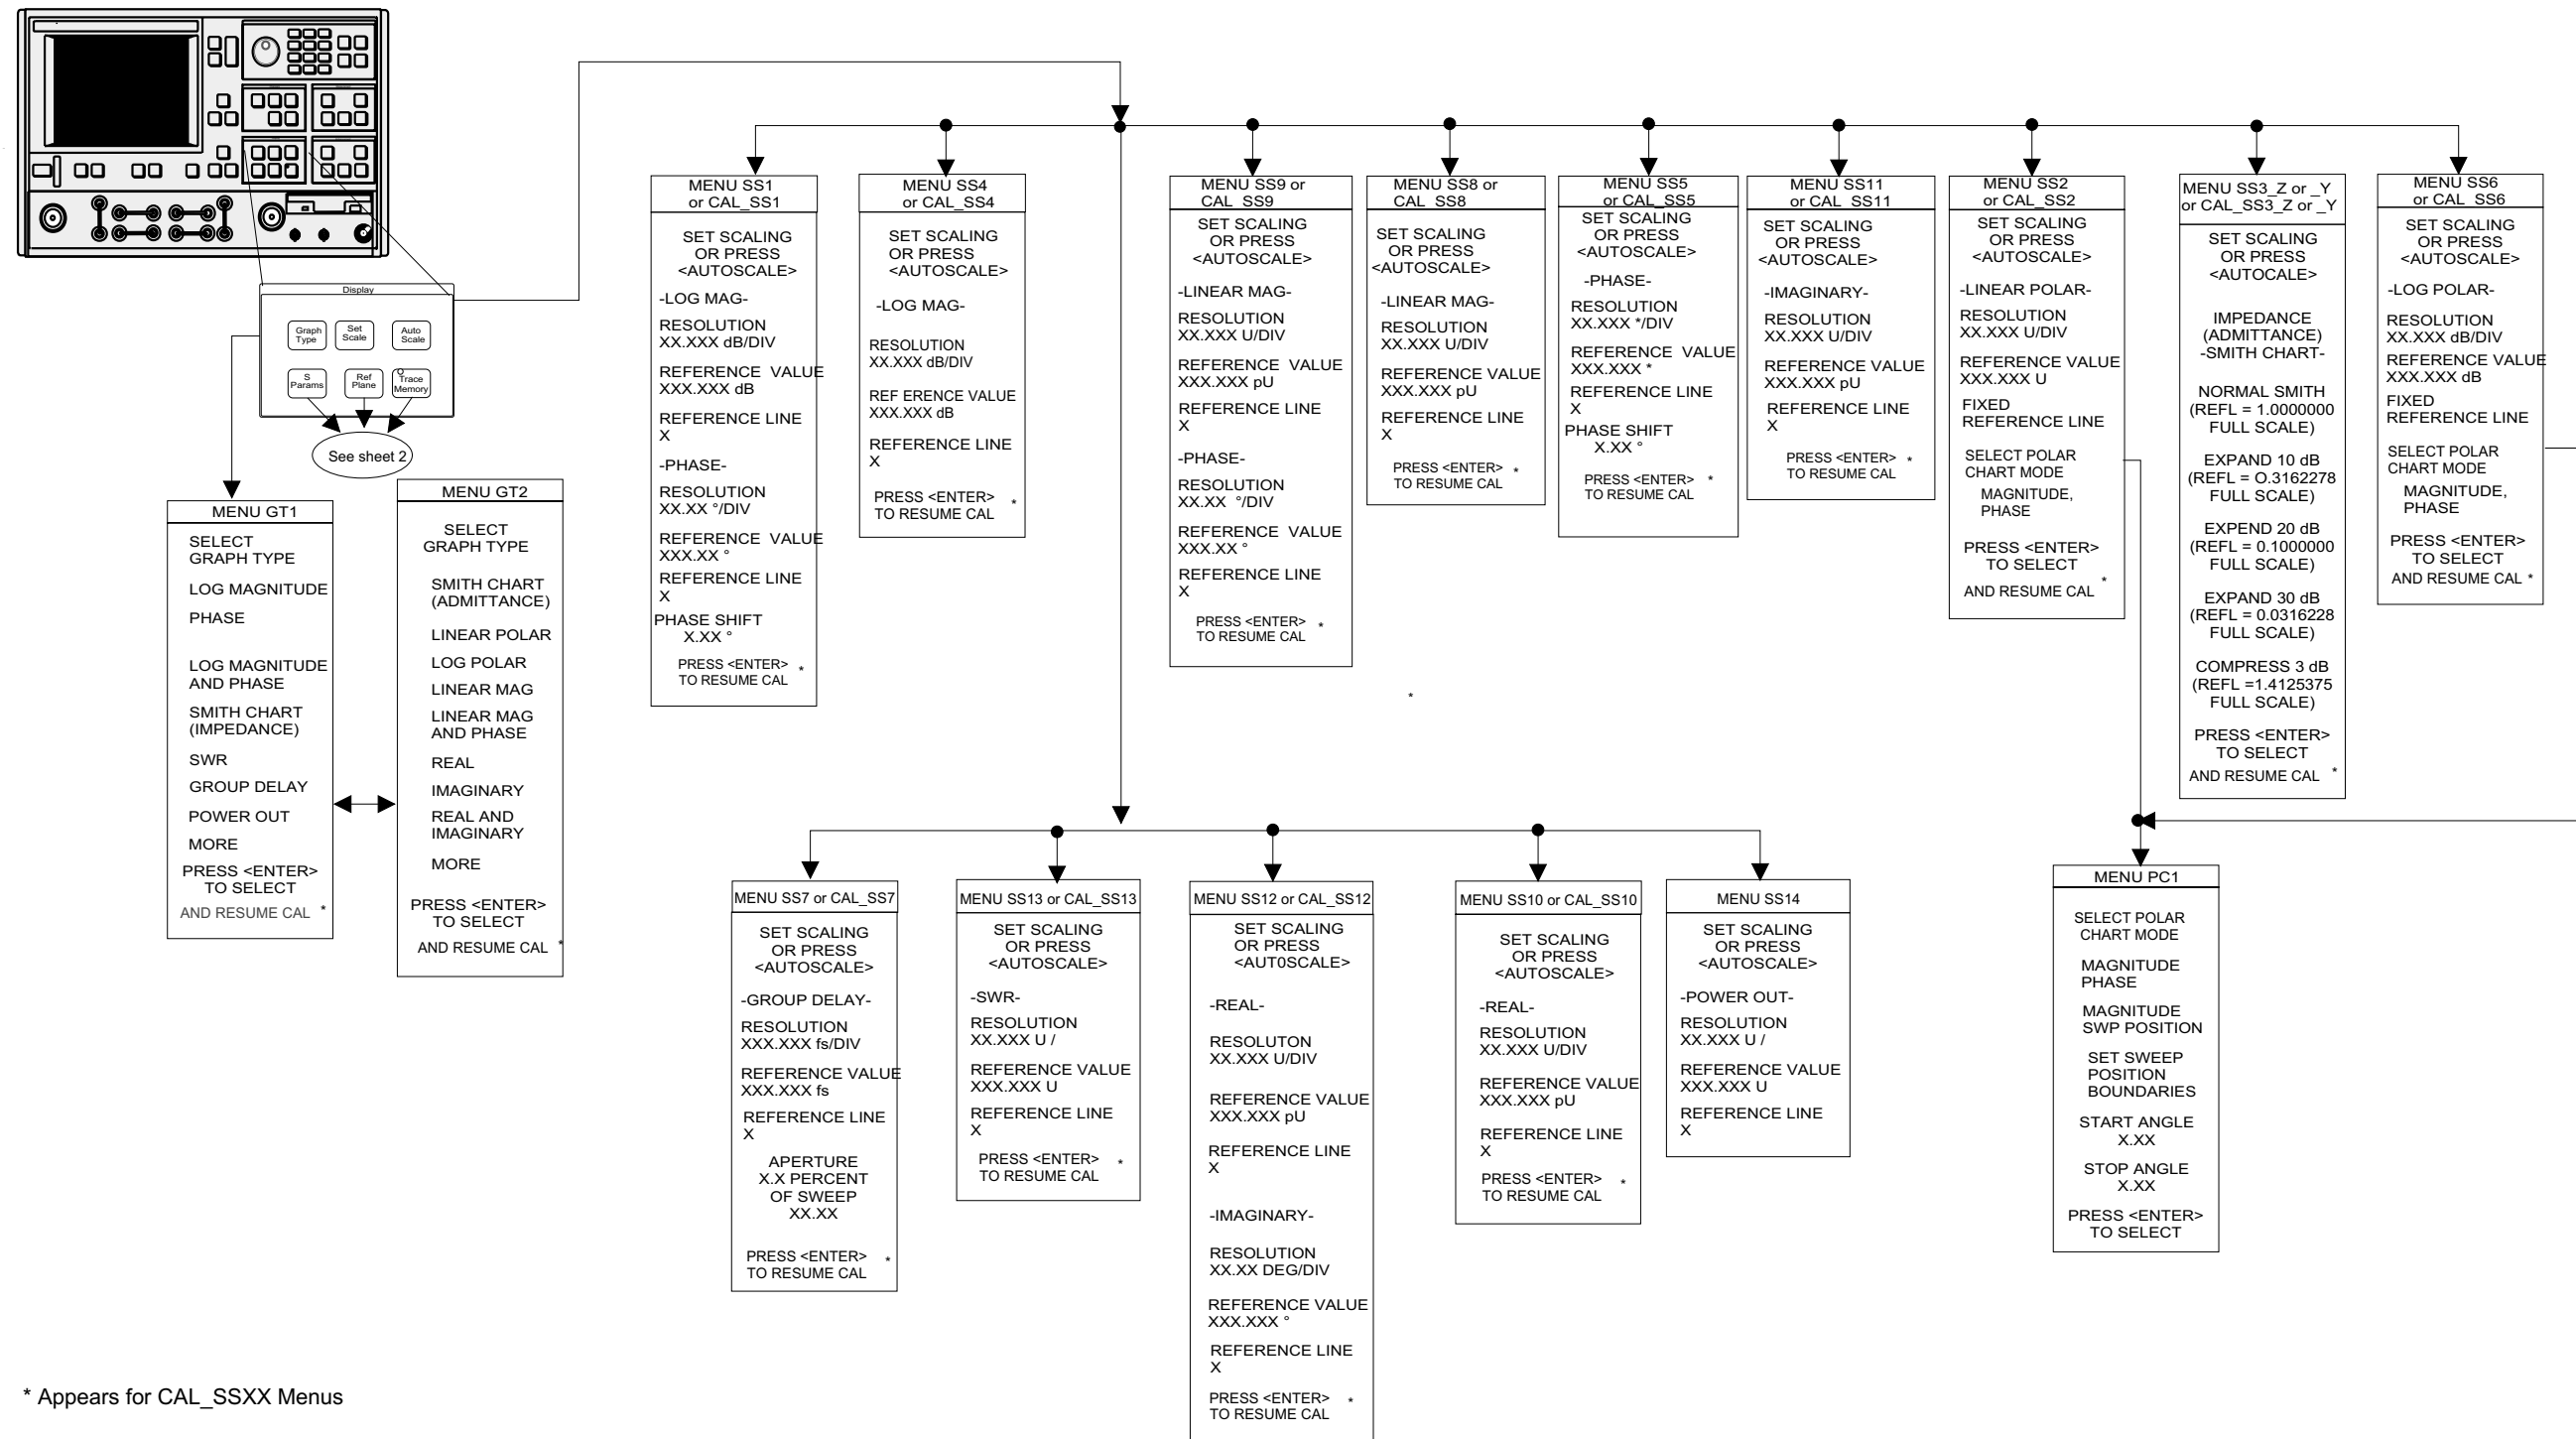 Display
Graph
Type
Set
Scale
Auto
Scale
S
Params
Ref
Plane
Trace
Memory
See sheet 2
MENU GT1
SELECT
GRAPH TYPE
LOG MAGNITUDE
PHASE
LOG MAGNITUDE
AND PHASE
SMITH CHART
(IMPEDANCE)
SWR
GROUP DELAY
POWER OUT
MORE
PRESS <ENTER>
TO SELECT
AND RESUME CAL *
MENU GT2
SELECT
GRAPH TYPE
SMITH CHART
(ADMITTANCE)
LINEAR POLAR
LOG POLAR
LINEAR MAG
LINEAR MAG
AND PHASE
REAL
IMAGINARY
REAL AND
IMAGINARY
MORE
PRESS <ENTER>
TO SELECT
AND RESUME CAL *
MENU SS1
or CAL_SS1
SET SCALING
OR PRESS
<AUTOSCALE>
-LOG MAG-
RESOLUTION
XX.XXX dB/DIV
REFERENCE VALUE
XXX.XXX dB
REFERENCE LINE
X
-PHASE-
RESOLUTION
XX.XX °/DIV
REFERENCE VALUE
XXX.XX °
REFERENCE LINE
X
PHASE SHIFT
X.XX °
PRESS <ENTER> *
TO RESUME CAL
MENU SS4
or CAL_SS4
SET SCALING
OR PRESS
<AUTOSCALE>
-LOG MAG-
RESOLUTION
XX.XXX dB/DIV
REF ERENCE VALUE
XXX.XXX dB
REFERENCE LINE
X
PRESS <ENTER> *
TO RESUME CAL
MENU SS9 or
CAL_SS9
SET SCALING
OR PRESS
<AUTOSCALE>
-LINEAR MAG-
RESOLUTION
XX.XXX U/DIV
REFERENCE VALUE
XXX.XXX pU
REFERENCE LINE
X
-PHASE-
RESOLUTION
XX.XX °/DIV
REFERENCE VALUE
XXX.XX °
REFERENCE LINE
X
PRESS <ENTER> *
TO RESUME CAL
MENU SS8 or
CAL_SS8
SET SCALING
OR PRESS
<AUTOSCALE>
-LINEAR MAG-
RESOLUTION
XX.XXX U/DIV
REFERENCE VALUE
XXX.XXX pU
REFERENCE LINE
X
PRESS <ENTER> *
TO RESUME CAL
*
MENU SS5
or CAL_SS5
SET SCALING
OR PRESS
<AUTOSCALE>
-PHASE-
RESOLUTION
XX.XXX */DIV
REFERENCE VALUE
XXX.XXX *
REFERENCE LINE
X
PHASE SHIFT
X.XX °
PRESS <ENTER> *
TO RESUME CAL
MENU SS11
or CAL_SS11
SET SCALING
OR PRESS
<AUTOSCALE>
-IMAGINARY-
RESOLUTION
XX.XXX U/DIV
REFERENCE VALUE
XXX.XXX pU
REFERENCE LINE
X
PRESS <ENTER> *
TO RESUME CAL
MENU SS2
or CAL_SS2
SET SCALING
OR PRESS
<AUTOSCALE>
-LINEAR POLAR-
RESOLUTION
XX.XXX U/DIV
REFERENCE VALUE
XXX.XXX U
FIXED
REFERENCE LINE
SELECT POLAR
CHART MODE
MAGNITUDE,
PHASE
PRESS <ENTER>
TO SELECT
AND RESUME CAL *
MENU SS3_Z or _Y
or CAL_SS3_Z or _Y
SET SCALING
OR PRESS
<AUTOCALE>
IMPEDANCE
(ADMITTANCE)
-SMITH CHART-
NORMAL SMITH
(REFL = 1.0000000
FULL SCALE)
EXPAND 10 dB
(REFL = O.3162278
FULL SCALE)
EXPEND 20 dB
(REFL = 0.1000000
FULL SCALE)
EXPAND 30 dB
(REFL = 0.0316228
FULL SCALE)
COMPRESS 3 dB
(REFL =1.4125375
FULL SCALE)
PRESS <ENTER>
TO SELECT
AND RESUME CAL *
MENU SS6
or CAL_SS6
SET SCALING
OR PRESS
<AUTOSCALE>
-LOG POLAR-
RESOLUTION
XX.XXX dB/DIV
REFERENCE VALUE
XXX.XXX dB
FIXED
REFERENCE LINE
SELECT POLAR
CHART MODE
MAGNITUDE,
PHASE
PRESS <ENTER>
TO SELECT
AND RESUME CAL *
MENU SS7 or CAL_SS7
SET SCALING
OR PRESS
<AUTOSCALE>
-GROUP DELAY-
RESOLUTION
XXX.XXX fs/DIV
REFERENCE VALUE
XXX.XXX fs
REFERENCE LINE
X
APERTURE
X.X PERCENT
OF SWEEP
XX.XX
PRESS <ENTER> *
TO RESUME CAL
MENU SS13 or CAL_SS13
SET SCALING
OR PRESS
<AUTOSCALE>
-SWR-
RESOLUTION
XX.XXX U /
REFERENCE VALUE
XXX.XXX U
REFERENCE LINE
X
PRESS <ENTER> *
TO RESUME CAL
MENU SS12 or CAL_SS12
SET SCALING
OR PRESS
<AUT0SCALE>
-REAL-
RESOLUTON
XX.XXX U/DIV
REFERENCE VALUE
XXX.XXX pU
REFERENCE LINE
X
-IMAGINARY-
RESOLUTION
XX.XX DEG/DIV
REFERENCE VALUE
XXX.XXX °
REFERENCE LINE
X
PRESS <ENTER> *
TO RESUME CAL
MENU SS10 or CAL_SS10
SET SCALING
OR PRESS
<AUTOSCALE>
-REAL-
RESOLUTION
XX.XXX U/DIV
REFERENCE VALUE
XXX.XXX pU
REFERENCE LINE
X
PRESS <ENTER> *
TO RESUME CAL
MENU SS14
SET SCALING
OR PRESS
<AUTOSCALE>
-POWER OUT-
RESOLUTION
XX.XXX U /
REFERENCE VALUE
XXX.XXX U
REFERENCE LINE
X
MENU PC1
SELECT POLAR
CHART MODE
MAGNITUDE
PHASE
MAGNITUDE
SWP POSITION
SET SWEEP
POSITION
BOUNDARIES
START ANGLE
X.XX
STOP ANGLE
X.XX
PRESS <ENTER>
TO SELECT
* Appears for CAL_SSXX Menus